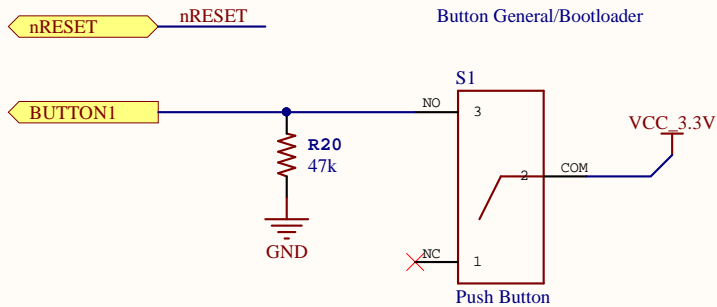 nRESET
nRESET
Button General/Bootloader
S1
BUTTON1
NO
3
VCC_3.3V
R20
47k
2
COM
GND
NC
1
Push Button